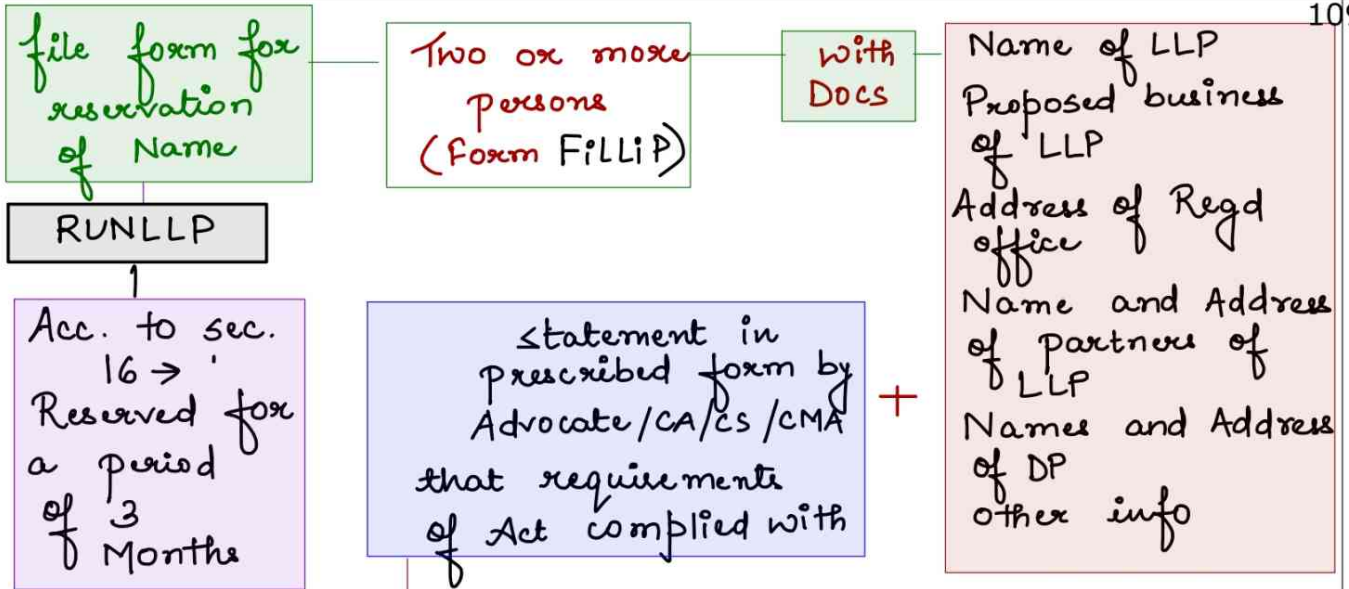 109
file form for
reservation
of Name
RUNLLP
Acc. to sec.
16 →
Reserved for
a period
of 3
Months
Two or more
persons
(Form FiLLiP)
with
Docs
Name of LLP
Proposed business
of LLP
Address of Regd
office
Name and Address
of partners of
LLP
Names and Address
of DP
other info
+
statement in
prescribed form by
Advocate/CA/CS/CMA
that requirements
of Act complied with